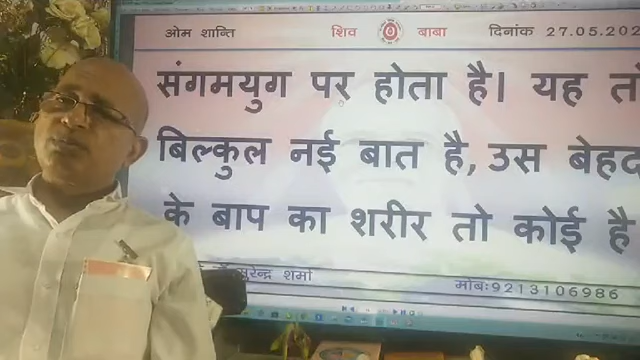 ओम शान्ति शिव बाबा दिनांक 27.05.202
संगमयुग पर होता है। यह तो
बिल्कुल नई बात है, उस बेहद
के बाप का शरीर तो कोई है
सुरेन्द्र शर्मा मोबः9213106986